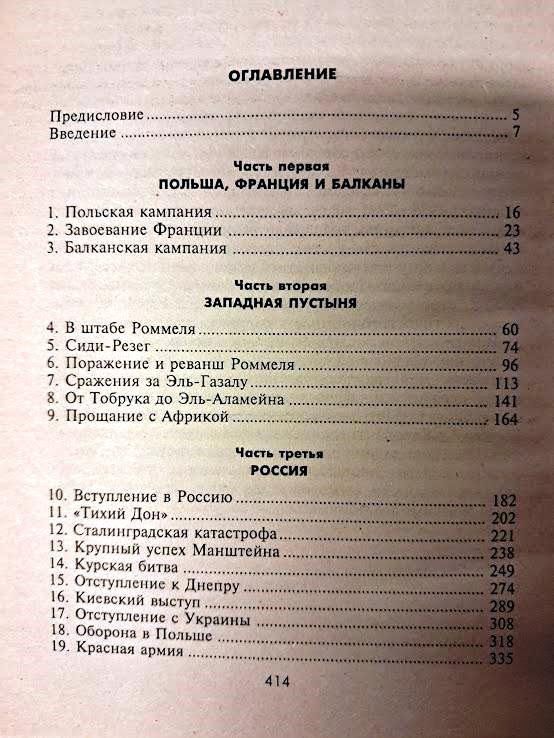 ОГЛАВЛЕНИЕ
Предисловие ........ 5
Введение ........ 7
Часть первая
ПОЛЬША, ФРАНЦИЯ И БАЛКАНЫ
1. Польская кампания ........ 16
2. Завоевание Франции ........ 23
3. Балканская кампания ........ 43
Часть вторая
ЗАПАДНАЯ ПУСТЫНЯ
4. В штабе Роммеля ........ 60
5. Сиди-Резег ........ 74
6. Поражение и реванш Роммеля ........ 96
7. Сражения за Эль-Газалу ........ 113
8. От Тобрука до Эль-Аламейна ........ 141
9. Прощание с Африкой ........ 164
Часть третья
РОССИЯ
10. Вступление в Россию ........ 182
11. «Тихий Дон» ........ 202
12. Сталинградская катастрофа ........ 221
13. Крупный успех Манштейна ........ 238
14. Курская битва ........ 249
15. Отступление к Днепру ........ 274
16. Киевский выступ ........ 289
17. Отступление с Украины ........ 308
18. Оборона в Польше ........ 318
19. Красная армия ........ 335
414